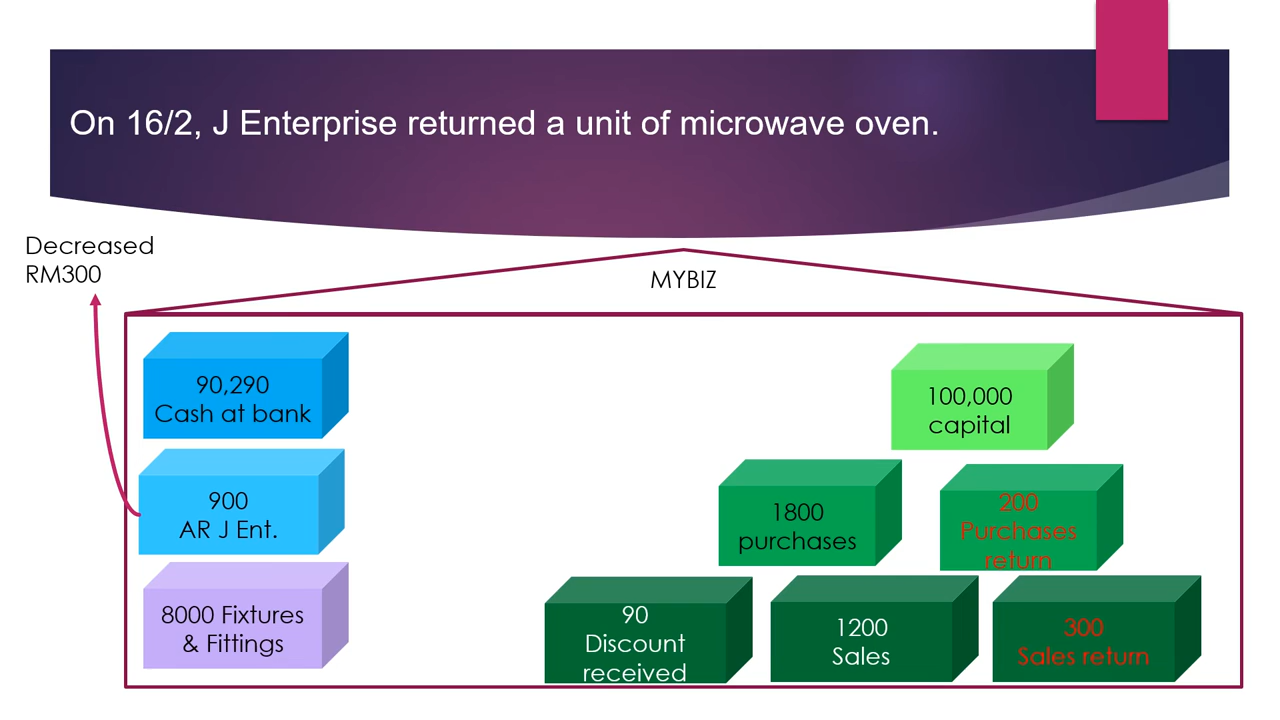 On 16/2, J Enterprise returned a unit of microwave oven.
Decreased
RM300
MYBIZ
90,290
Cash at bank
100,000
capital
900
AR J Ent.
1800
purchases
200
Purchases
return
8000 Fixtures
& Fittings
90
Discount
received
1200
Sales
300
Sales return